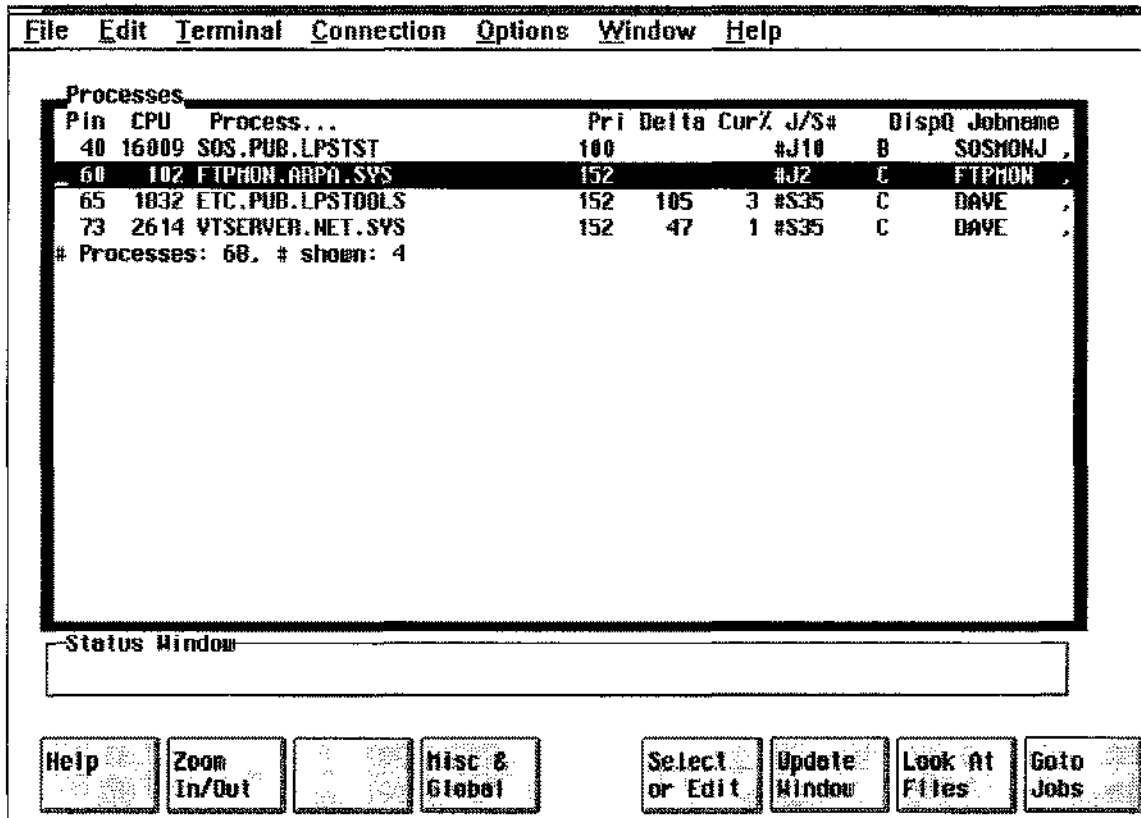 File Edit Terminal Connection Options Window Help
Processes
Pin CPU Process... Pri Delta Cur% J/S# DispQ Jobname
40 16009 SOS.PUB.LPSTST 100 #J10 B SOSMONJ ,
60 102 FTPMON.ARPA.SYS 152 #J2 C FTPMON ,
65 1832 ETC.PUB.LPSTOOLS 152 105 3 #S35 C DAVE ,
73 2614 VTSERVER.NET.SYS 152 47 1 #S35 C DAVE ,
# Processes: 68, # shown: 4
Status Window
Help Zoom In/Out Misc & Global Select or Edit Update Window Look At Files Goto Jobs